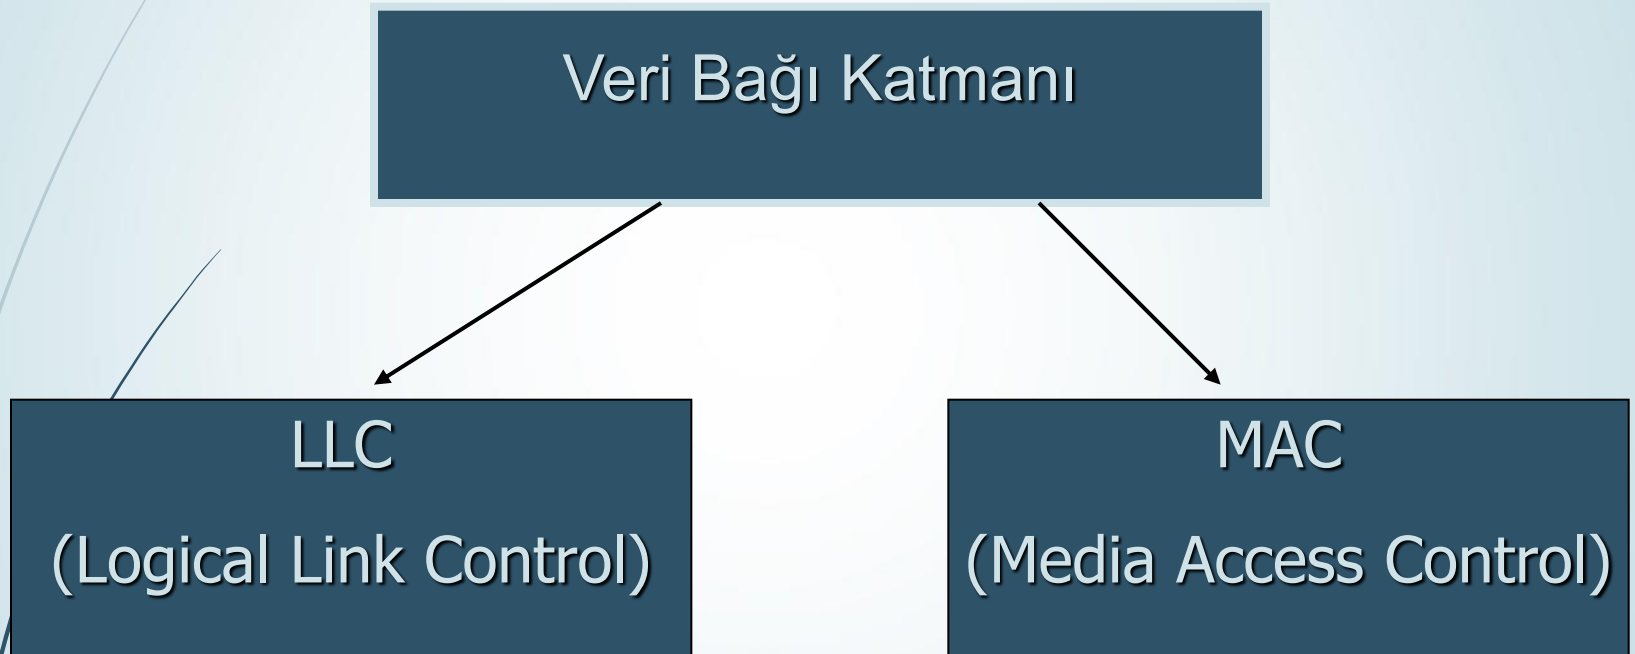 Veri Bağı Katmanı
LLC
(Logical Link Control)
MAC
(Media Access Control)